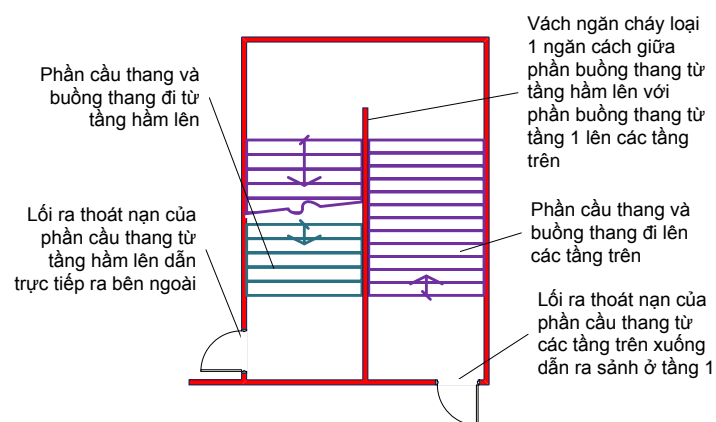 Phần cầu thang và
buồng thang đi từ
tầng hầm lên
Lối ra thoát nạn của
phần cầu thang từ
tầng hầm lên dẫn
trực tiếp ra bên ngoài
Vách ngăn cháy loại
1 ngăn cách giữa
phần buồng thang từ
tầng hầm lên với
phần buồng thang từ
tầng 1 lên các tầng
trên
Phần cầu thang và
buồng thang đi lên
các tầng trên
Lối ra thoát nạn của
phần cầu thang từ
các tầng trên xuống
dẫn ra sảnh ở tầng 1